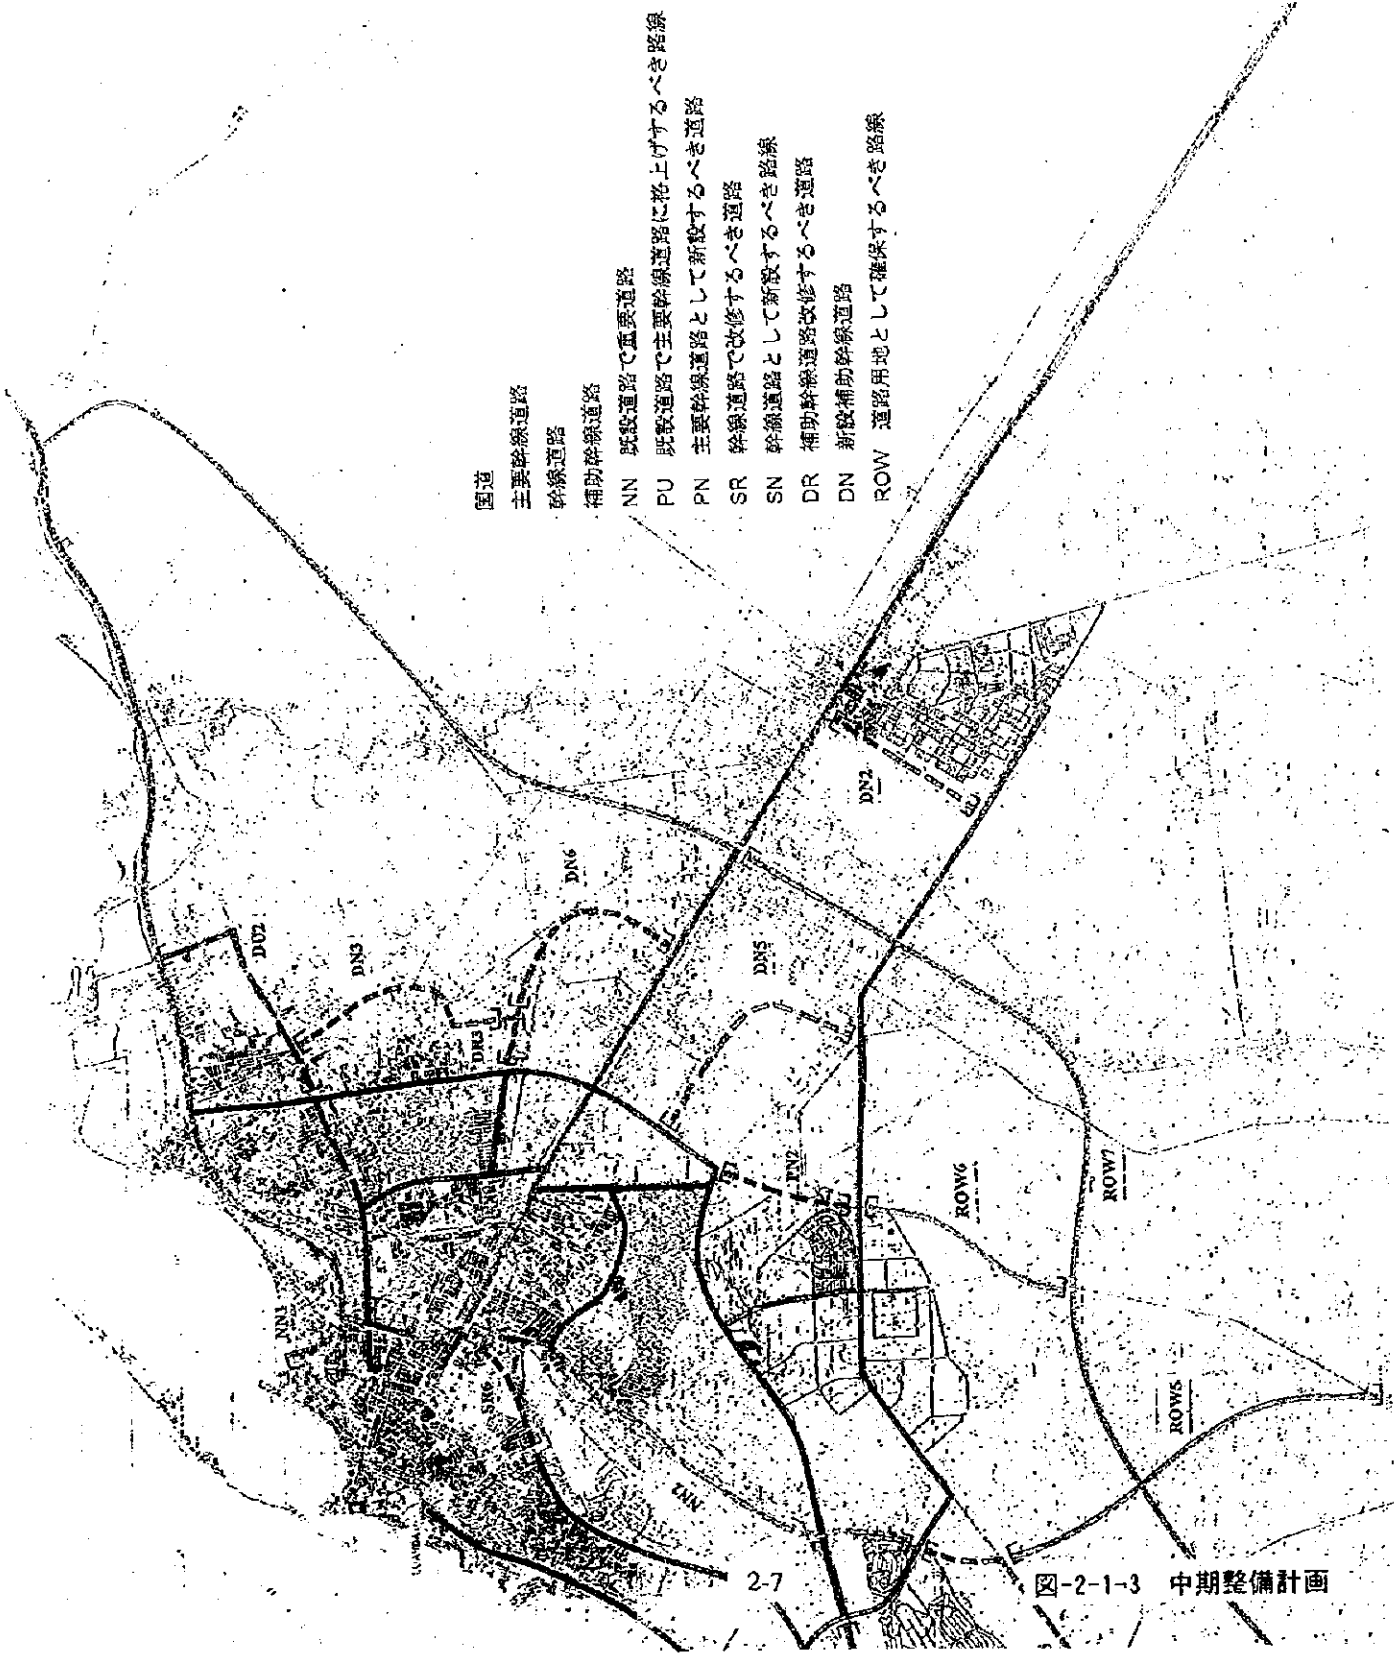 国道
主要幹線道路
幹線道路
補助幹線道路
NN 既設道路で重要道路
PU 既設道路で主要幹線道路に格上げするべき路線
PN 主要幹線道路として新設するべき道路
SR 幹線道路で改修するべき道路
SN 幹線道路として新設するべき路線
DR 補助幹線道路改修するべき道路
DN 新設補助幹線道路
ROW 道路用地として確保するべき路線
DU2
DN3
DN6
DR3
DN2
DN5
NN1
PN2
SR6
ROW6
ROW7
NN2
ROW5
LUANDA
2-7
図-2-1-3 中期整備計画